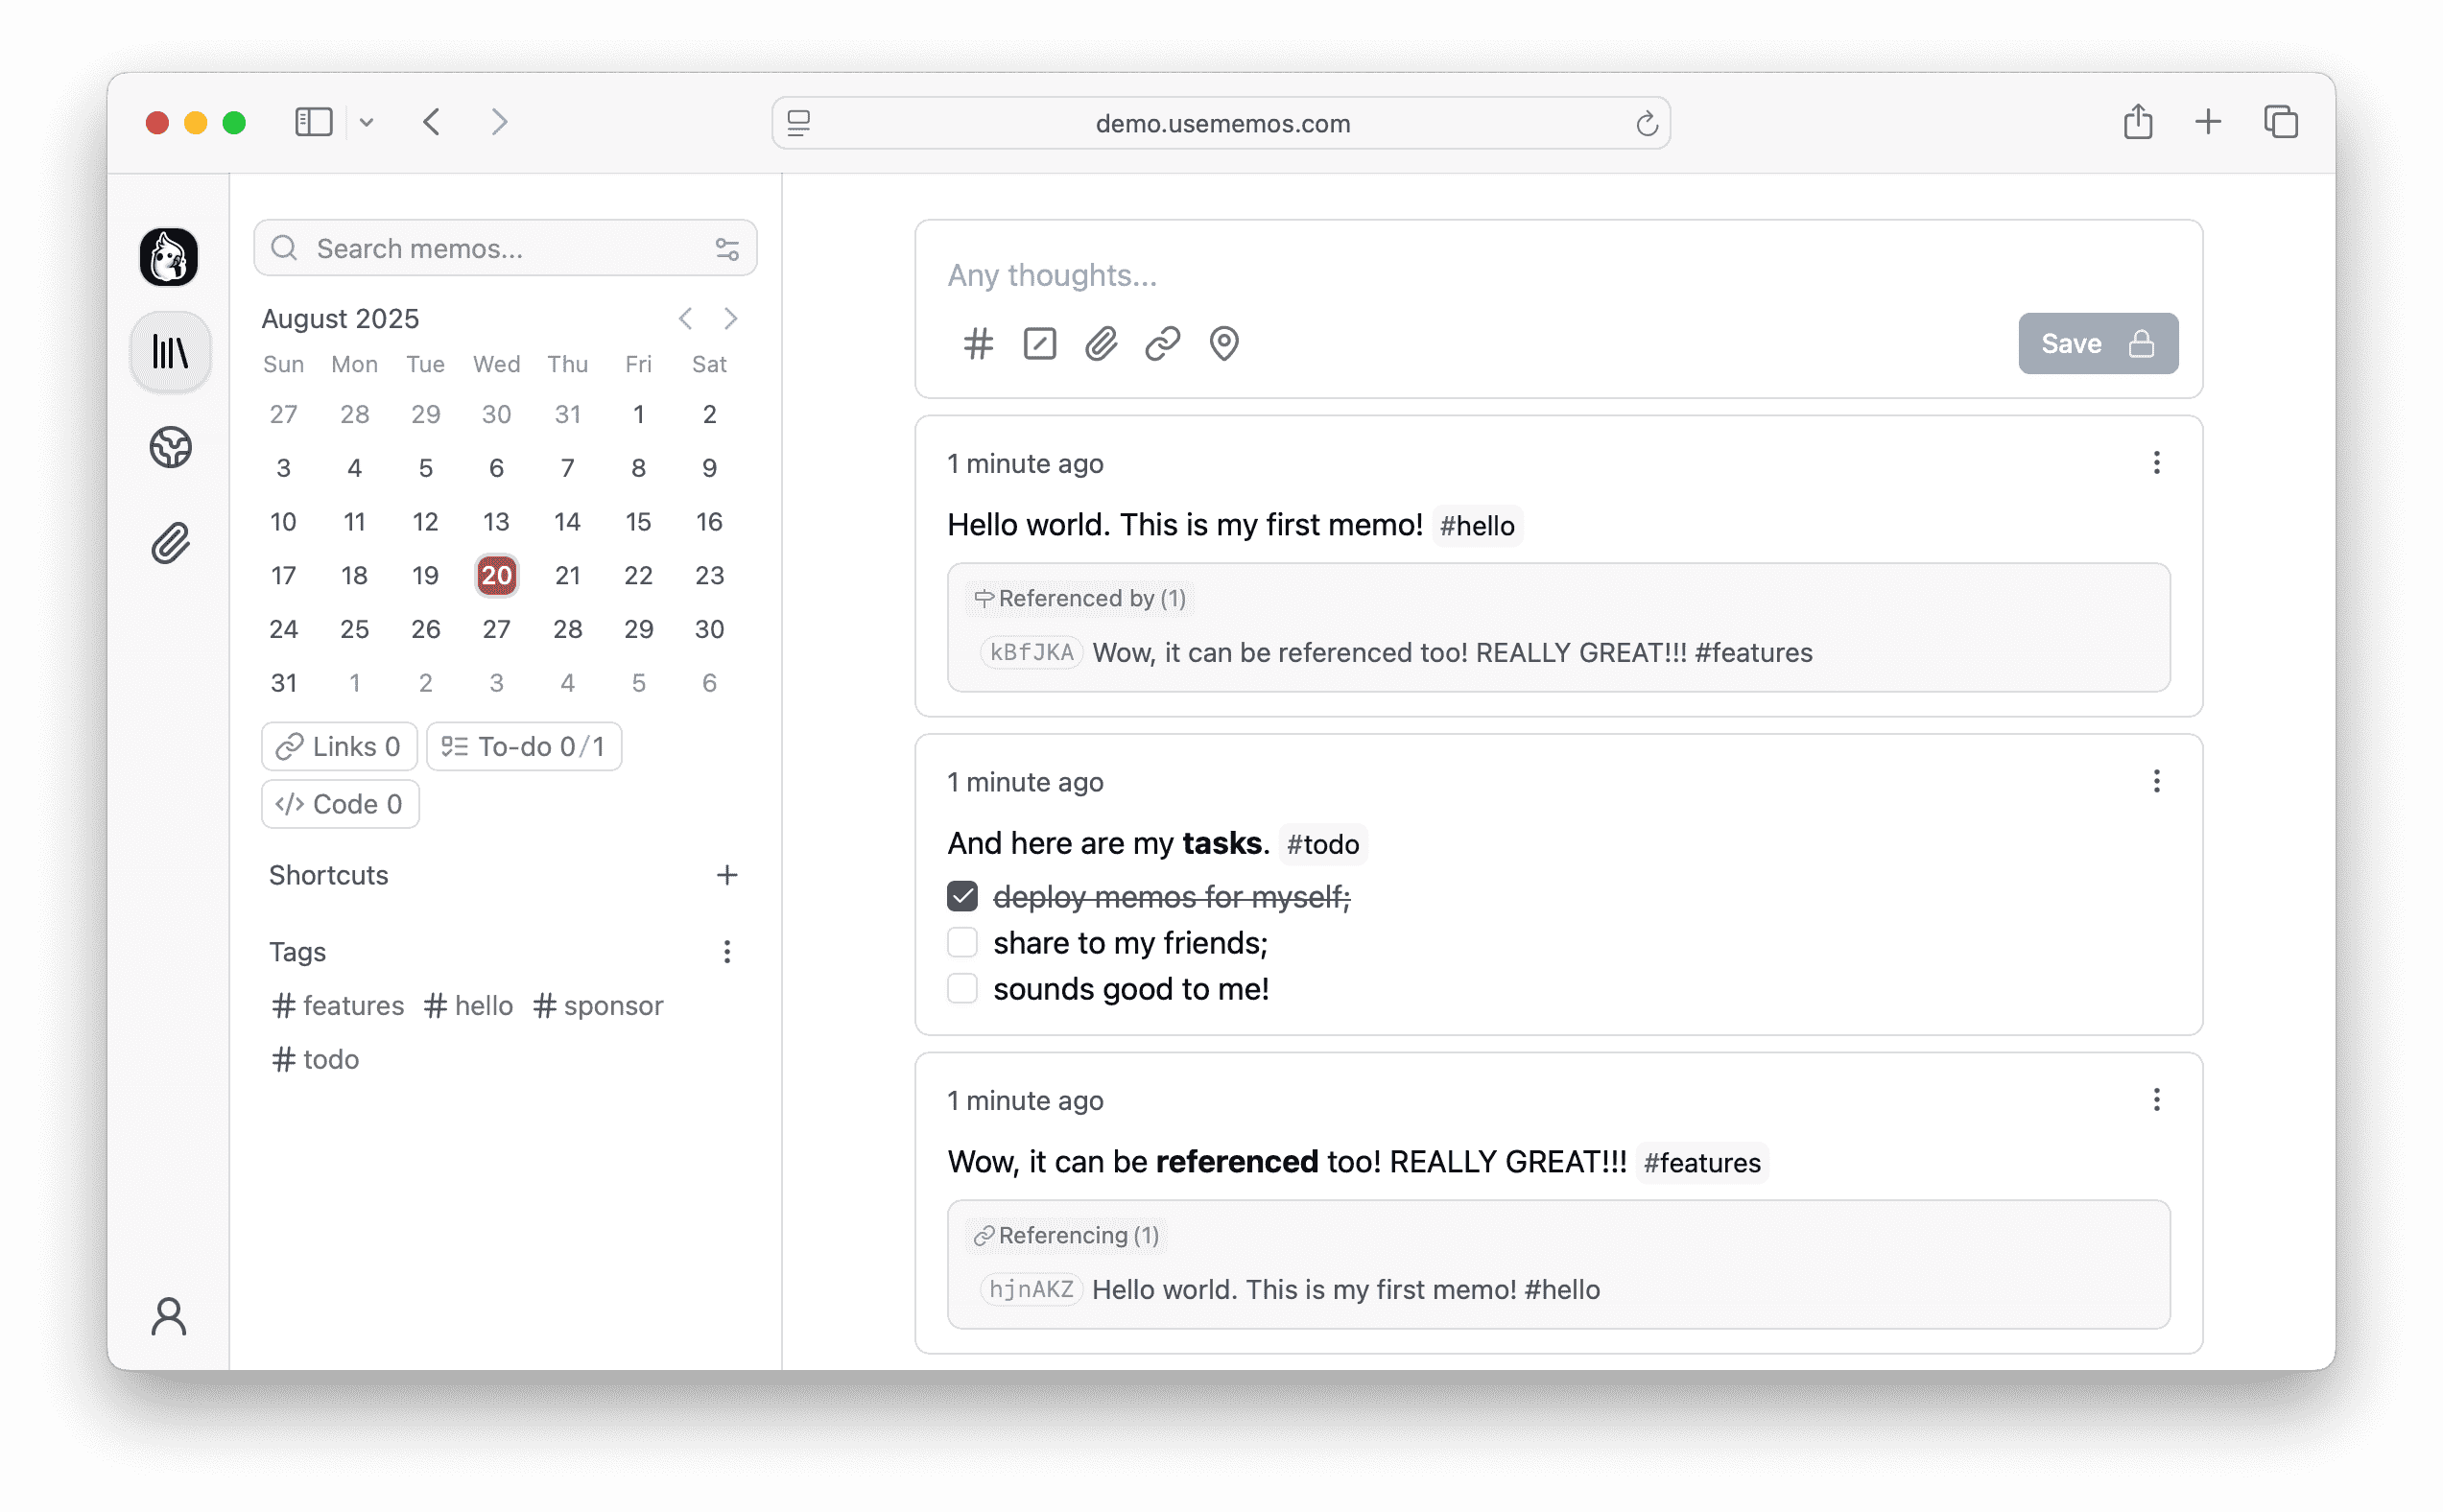 demo.usememos.com
Search memos...
August 2025
Sun Mon Tue Wed Thu Fri Sat
27 28 29 30 31 1 2
3 4 5 6 7 8 9
10 11 12 13 14 15 16
17 18 19 20 21 22 23
24 25 26 27 28 29 30
31 1 2 3 4 5 6
Links 0 To-do 0/1
Code 0
Shortcuts
Tags
# features # hello # sponsor
# todo
Any thoughts...
Save
1 minute ago
Hello world. This is my first memo! #hello
Referenced by (1)
kBfJKA Wow, it can be referenced too! REALLY GREAT!!! #features
1 minute ago
And here are my tasks. #todo
deploy memos for myself;
share to my friends;
sounds good to me!
1 minute ago
Wow, it can be referenced too! REALLY GREAT!!! #features
Referencing (1)
hjnAKZ Hello world. This is my first memo! #hello